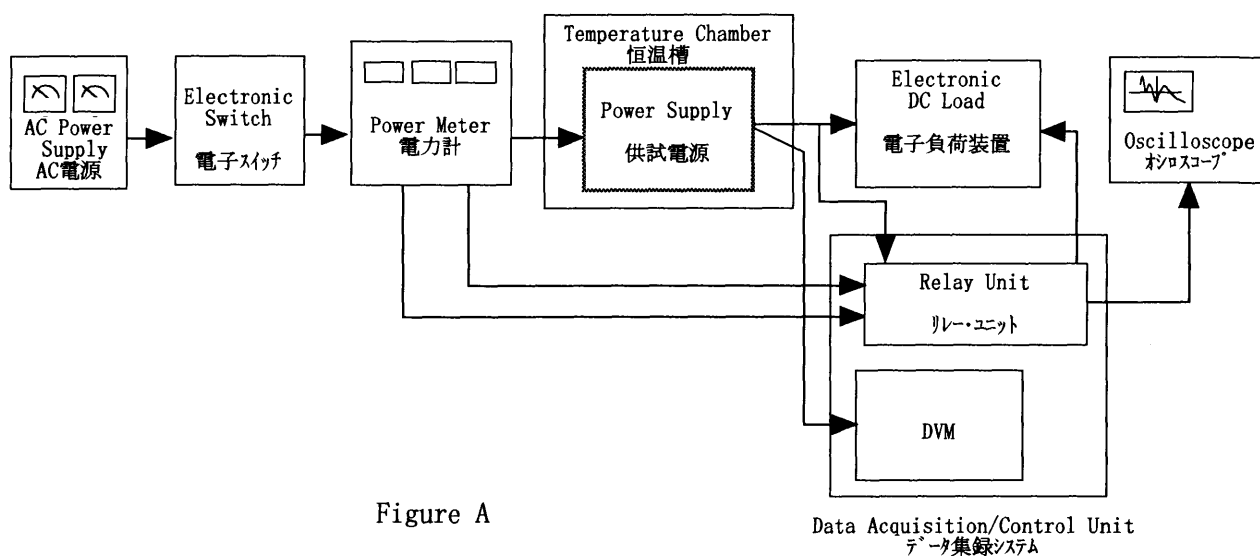 Temperature Chamber
恒温槽
AC Power
Supply
AC電源
Electronic
Switch
電子スイッチ
Power Meter
電力計
Power Supply
供試電源
Electronic
DC Load
電子負荷装置
Oscilloscope
オシロスコープ
Relay Unit
リレー・ユニット
DVM
Figure A
Data Acquisition/Control Unit
データ集録システム